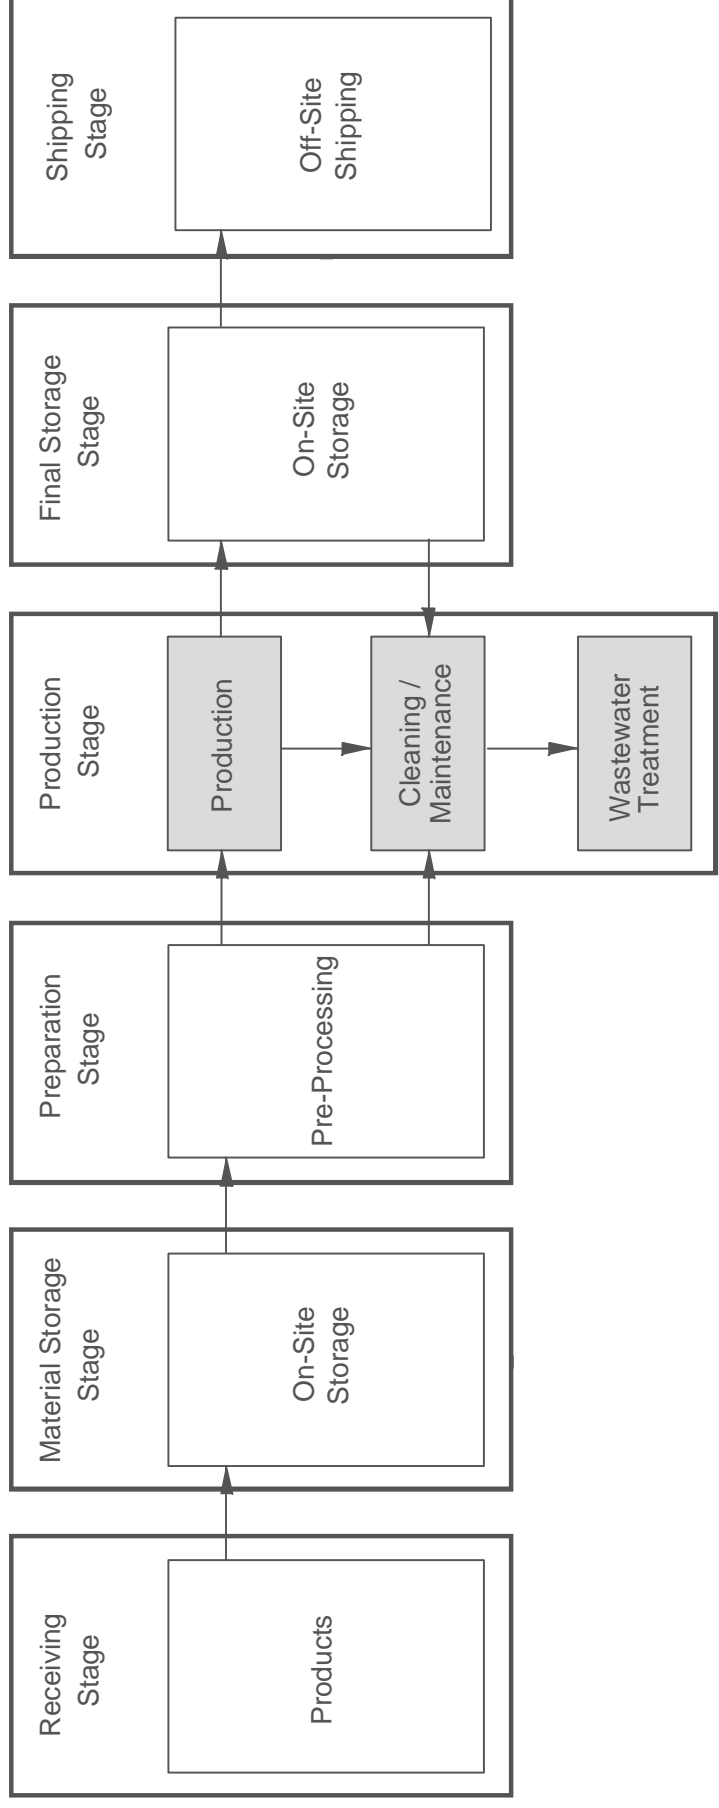 Receiving
Stage
Products
Material Storage
Stage
On-Site
Storage
Preparation
Stage
Pre-Processing
Production
Stage
Production
Cleaning /
Maintenance
Wastewater
Treatment
Final Storage
Stage
On-Site
Storage
Shipping
Stage
Off-Site
Shipping